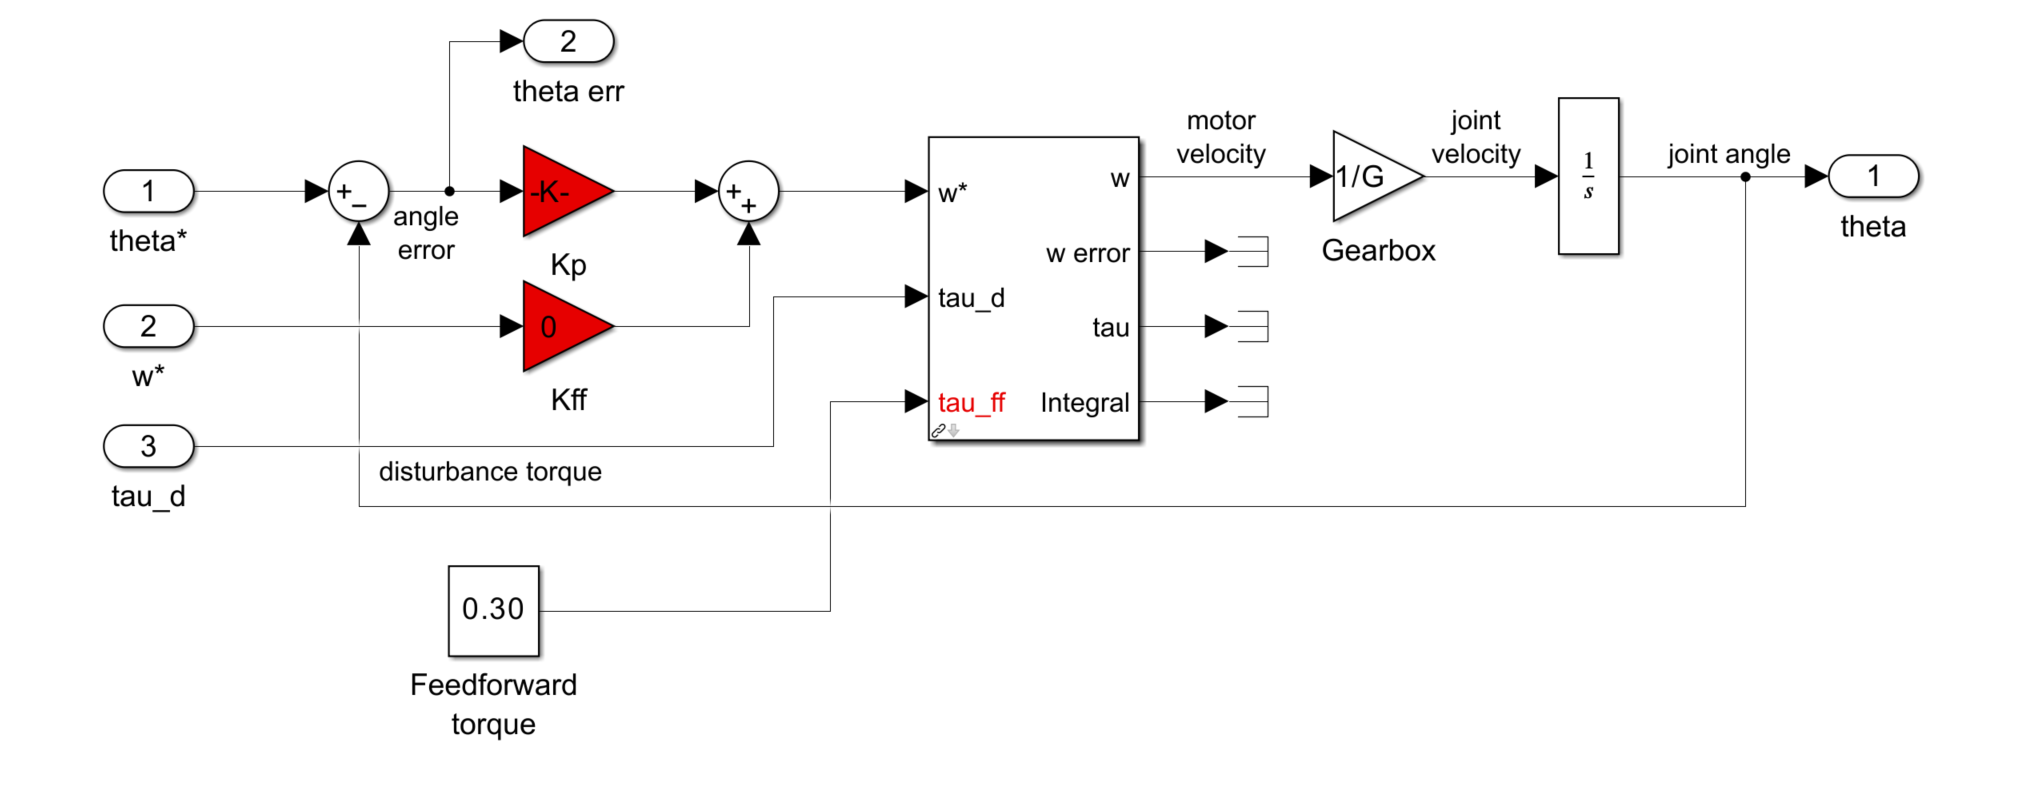 2
theta err
1
theta*
+
−
angle
error
-K-
Kp
+
+
2
w*
0
Kff
3
tau_d
disturbance torque
w*
tau_d
tau_ff
w
w error
tau
Integral
motor
velocity
1/G
Gearbox
joint
velocity
1
s
joint angle
1
theta
0.30
Feedforward
torque